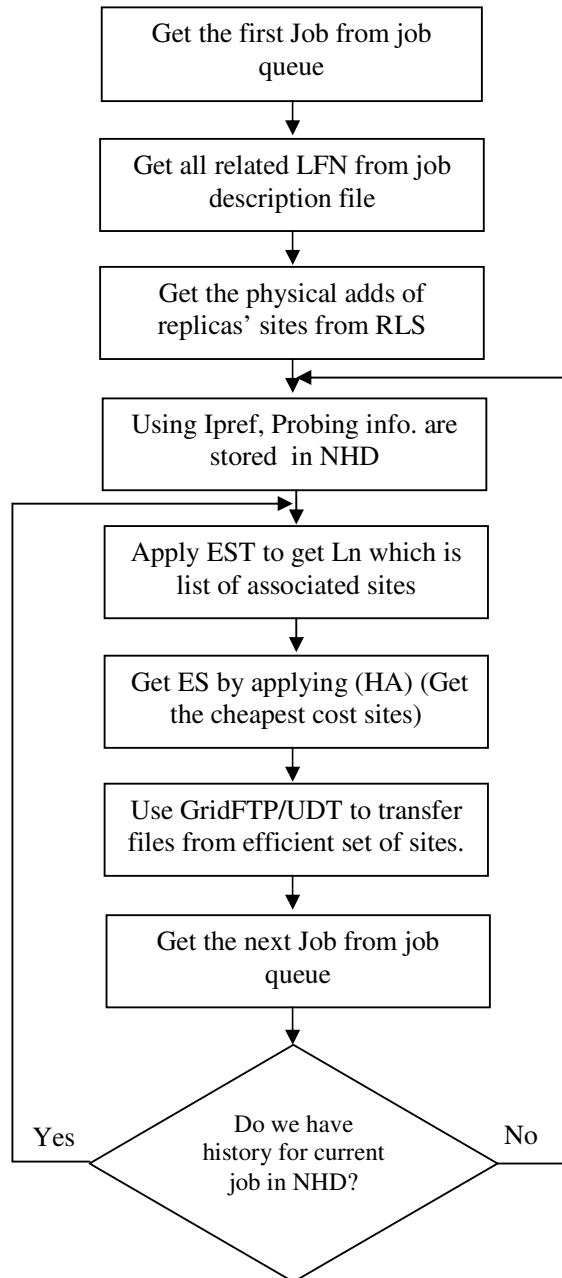 Get the first Job from job
queue
Get all related LFN from job
description file
Get the physical adds of
replicas’ sites from RLS
Using Ipref, Probing info. are
stored in NHD
Apply EST to get Ln which is
list of associated sites
Get ES by applying (HA) (Get
the cheapest cost sites)
Use GridFTP/UDT to transfer
files from efficient set of sites.
Get the next Job from job
queue
Yes
Do we have
history for current
job in NHD?
No